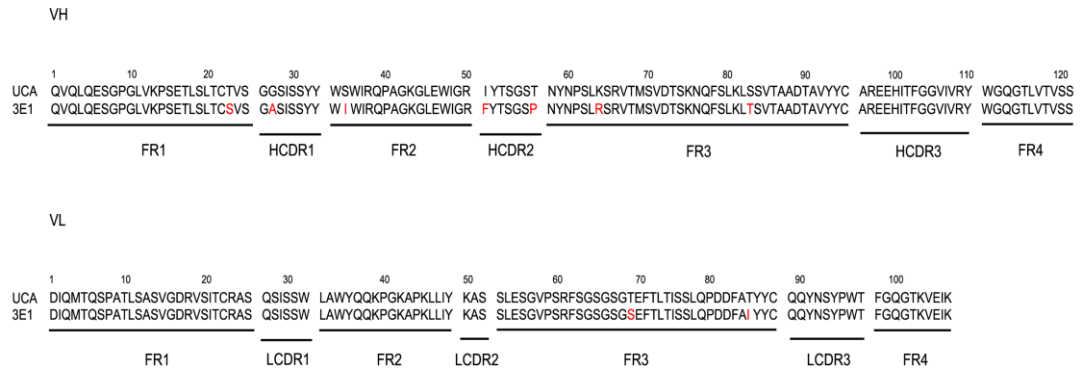 VH
1 10 20 30 40 50 60 70 80 90 100 110 120
UCA QVQLQESGPGLVKPSETLSLTCTVS GGSISSYY WSWIRQPAGKGLEWIGR IYTSGST NYNPSLKSRVTMSVDTSKNQFSLKLSSVTAADTAVYYC AREEHITFGGVIVRY WGQGTLVTVSS
3E1 QVQLQESGPGLVKPSETLSLTCSVS GASISSYY WIWIRQPAGKGLEWIGR FYTSGSP NYNPSLRSRVTMSVDTSKNQFSLKLTSVTAADTAVYYC AREEHITFGGVIVRY WGQGTLVTVSS
FR1 HCDR1 FR2 HCDR2 FR3 HCDR3 FR4
VL
1 10 20 30 40 50 60 70 80 90 100
UCA DIQMTQSPATLSASVGDRVSITCRAS QSISSW LAWYQQKPGKAPKLLIY KAS SLESGVPSRFSGSGSGTEFTLTISSLQPDDFATYYC QQYNSYPWT FGQGTKVEIK
3E1 DIQMTQSPATLSASVGDRVSITCRAS QSISSW LAWYQQKPGKAPKLLIY KAS SLESGVPSRFSGSGSGSEFTLTISSLQPDDFAIYYC QQYNSYPWT FGQGTKVEIK
FR1 LCDR1 FR2 LCDR2 FR3 LCDR3 FR4